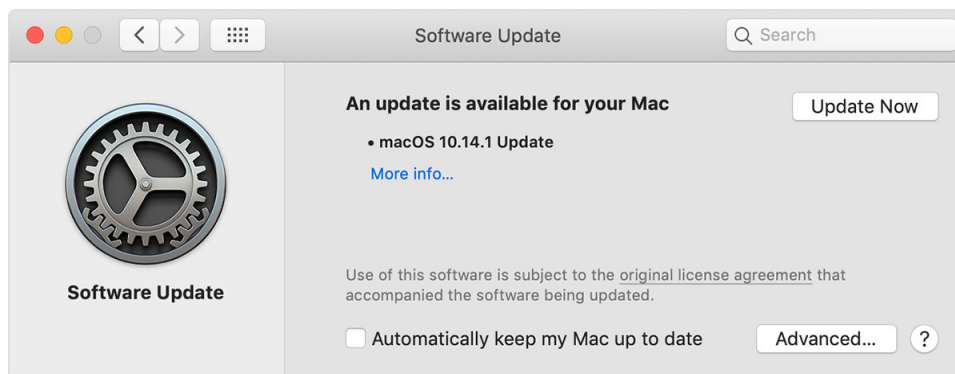 Software Update
Search
An update is available for your Mac
Update Now
• macOS 10.14.1 Update
More info...
Software Update
Use of this software is subject to the original license agreement that
accompanied the software being updated.
Automatically keep my Mac up to date
Advanced...
?